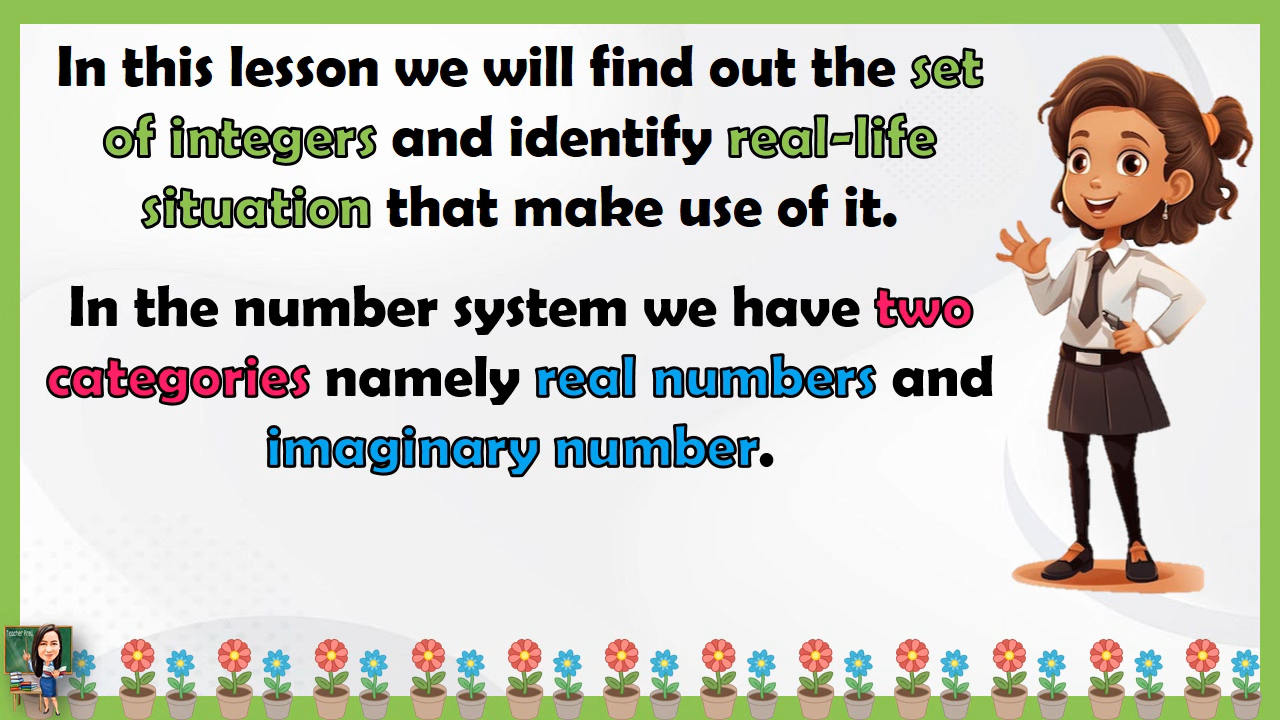 In this lesson we will find out the set
of integers and identify real-life
situation that make use of it.
In the number system we have two
categories namely real numbers and
imaginary number.